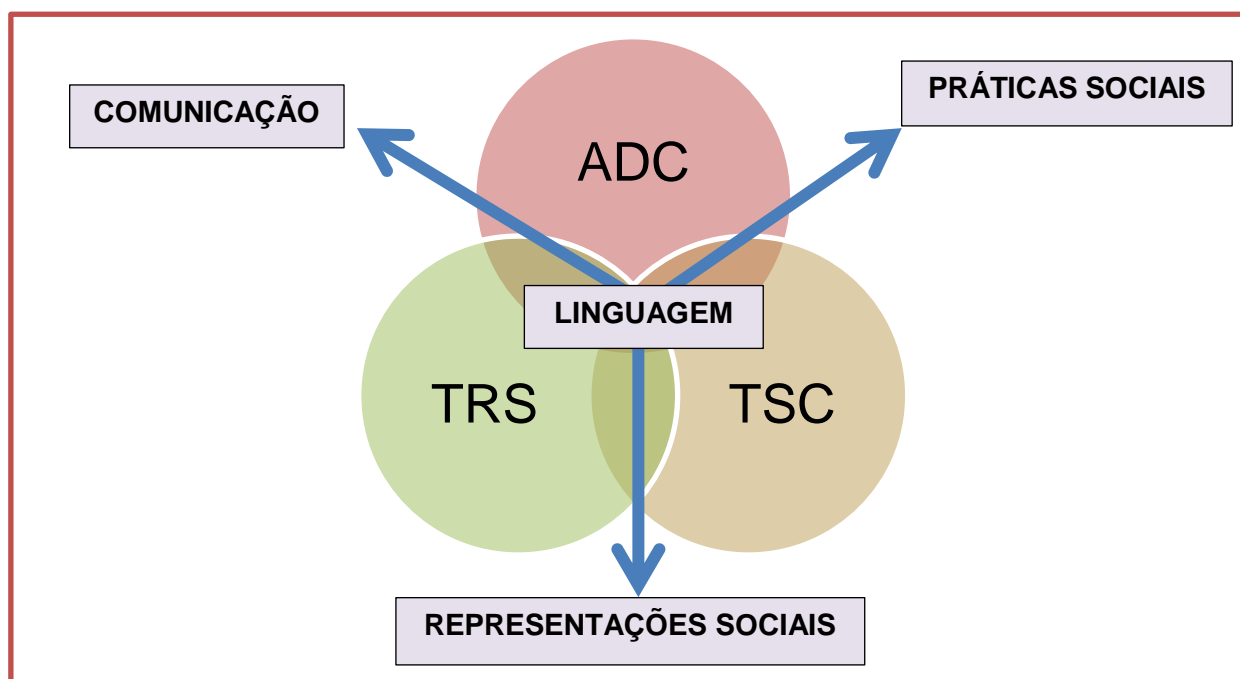 PRÁTICAS SOCIAIS
COMUNICAÇÃO
ADC
LINGUAGEM
TRS
TSC
REPRESENTAÇÕES SOCIAIS